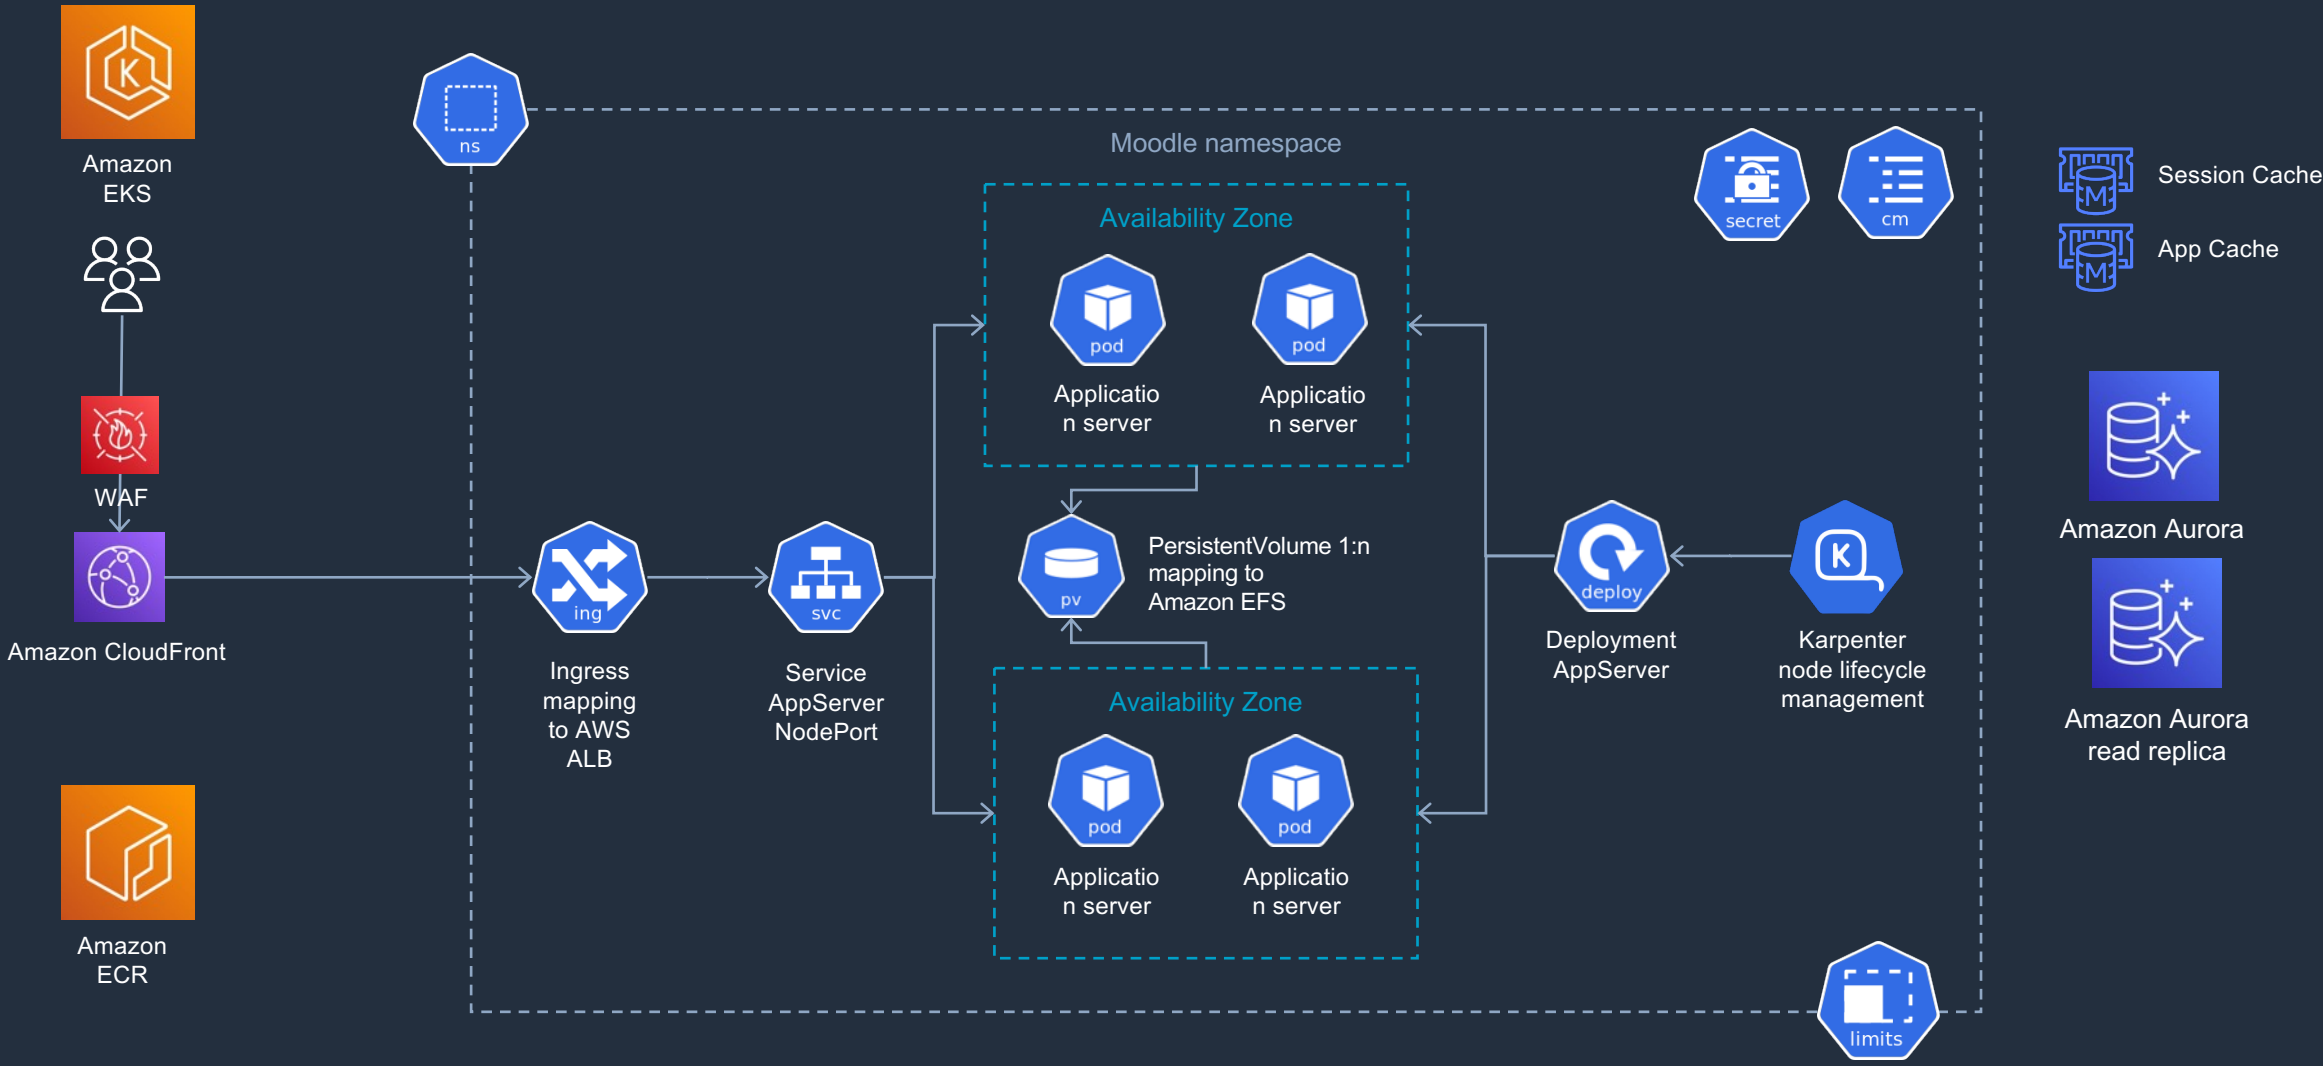 Amazon
EKS
WAF
Amazon CloudFront
Amazon
ECR
ns
Moodle namespace
Availability Zone
pod
pod
Applicatio
n server
Applicatio
n server
ing
Ingress
mapping
to AWS
ALB
svc
Service
AppServer
NodePort
pv
PersistentVolume 1:n
mapping to
Amazon EFS
Availability Zone
pod
pod
Applicatio
n server
Applicatio
n server
deploy
Deployment
AppServer
K
Karpenter
node lifecycle
management
secret
cm
limits
K
M
Session Cache
M
App Cache
Amazon Aurora
Amazon Aurora
read replica